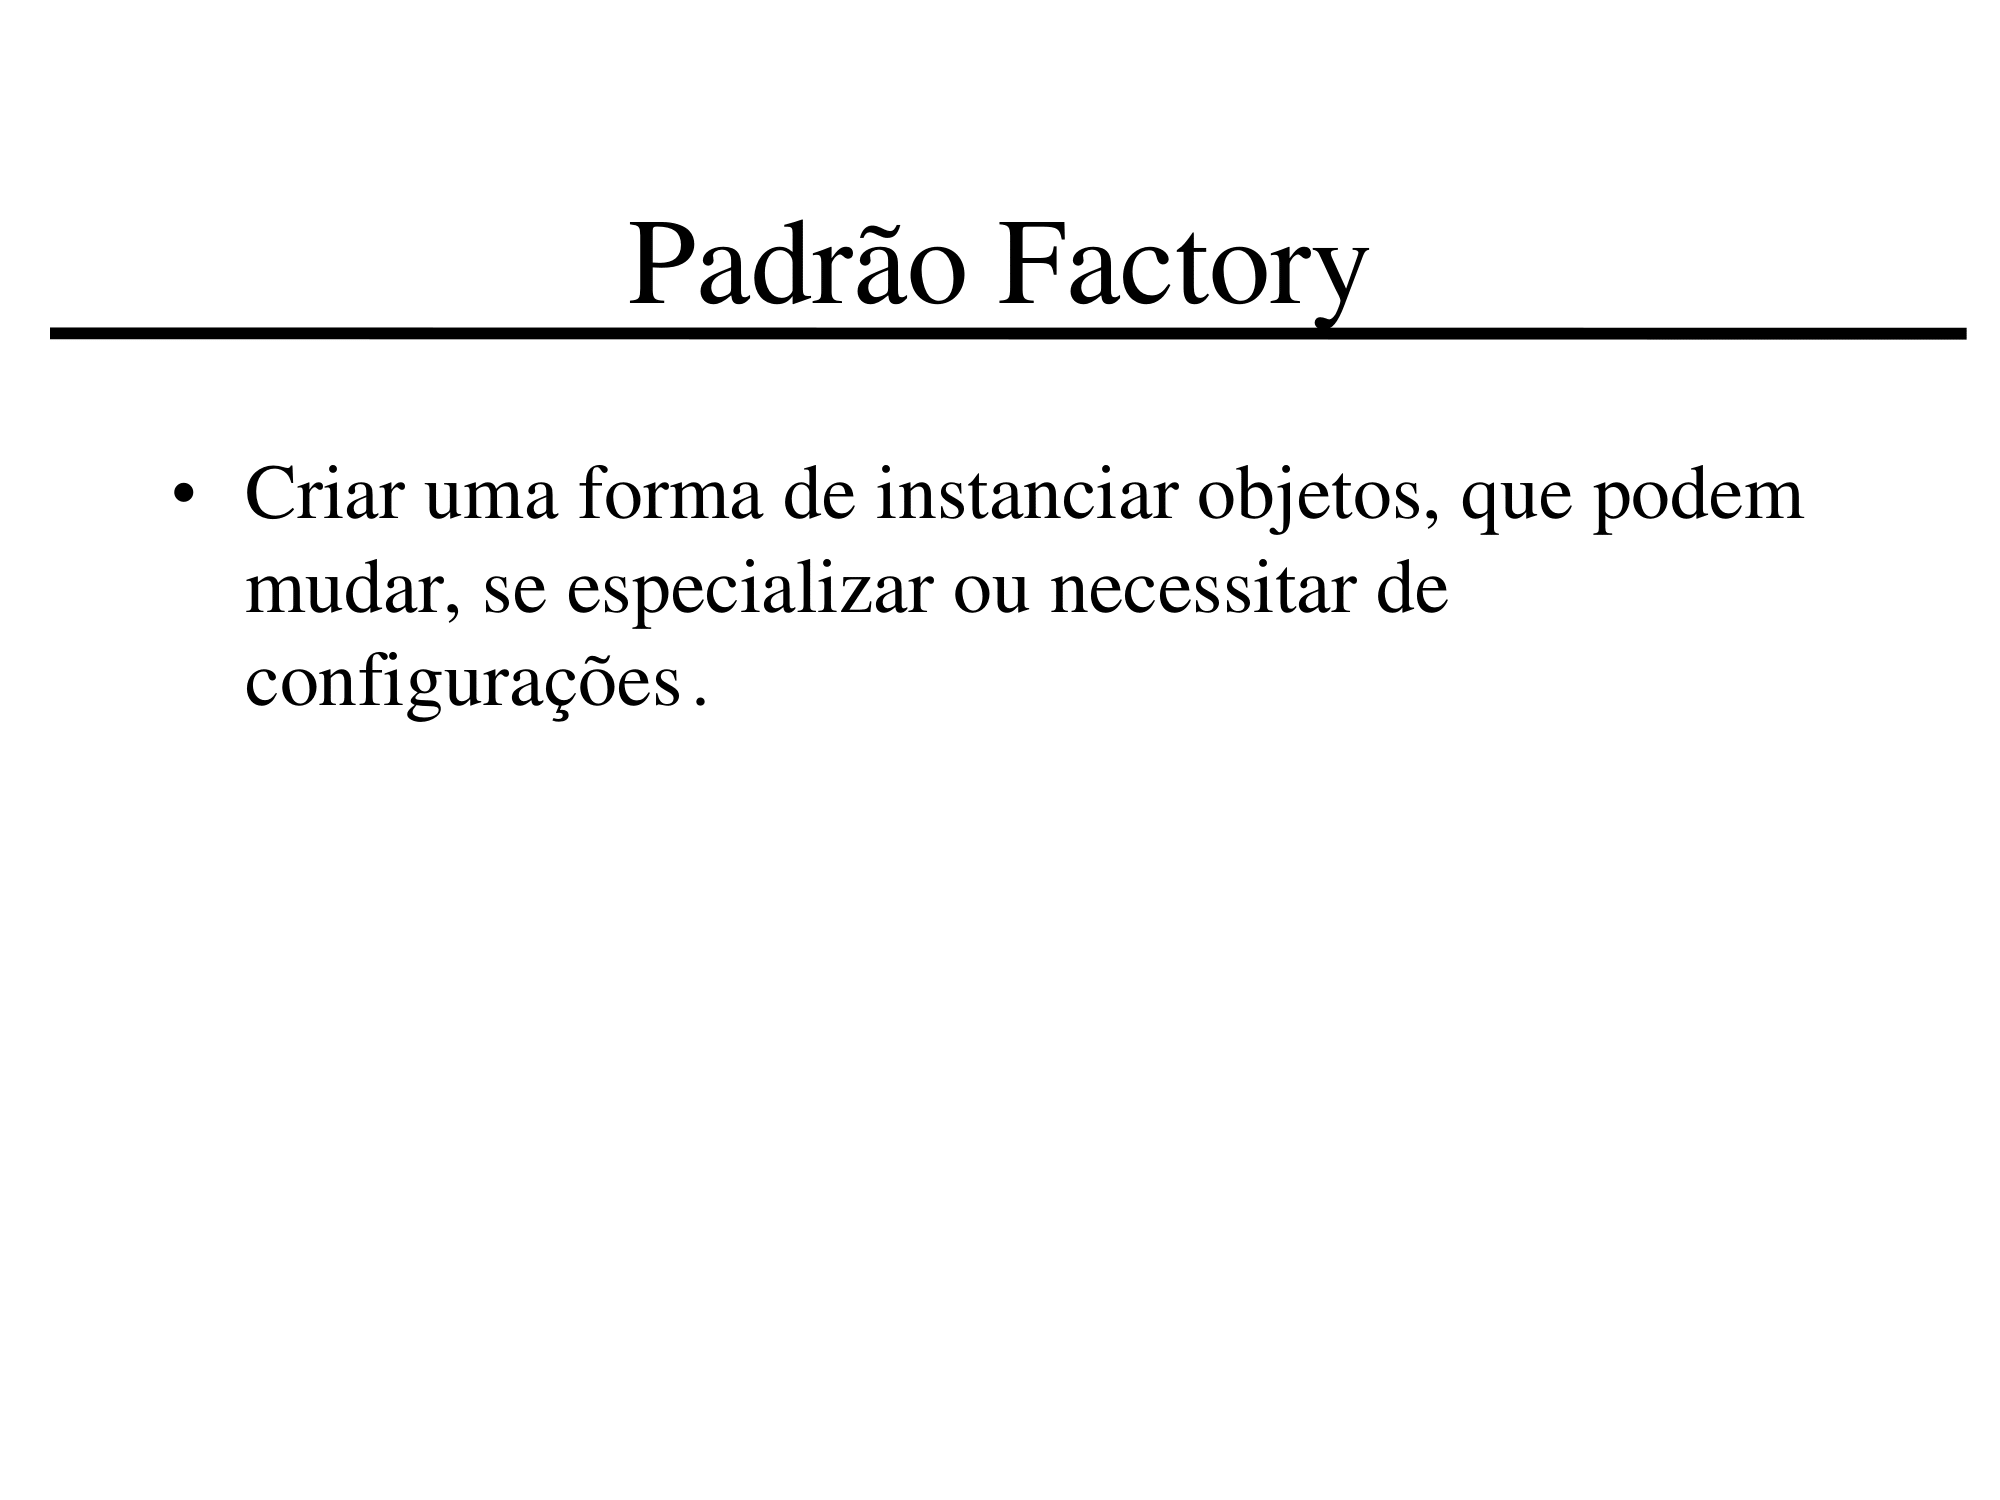 Padrão Factory
• Criar uma forma de instanciar objetos, que podem
mudar, se especializar ou necessitar de
configurações .